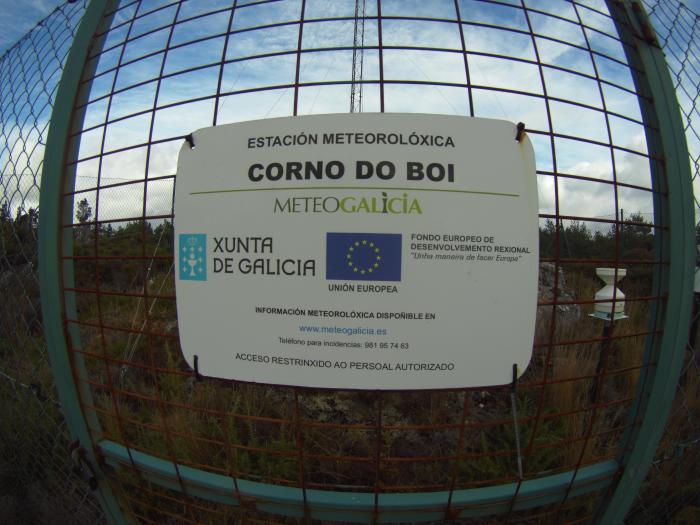 ESTACIÓN METEOROLÓXICA
CORNO DO BOI
METEOGALICIA
XUNTA
DE GALICIA
UNIÓN EUROPEA
FONDO EUROPEO DE
DESENVOLVEMENTO REXIONAL
"Unha maneira de facer Europa"
INFORMACIÓN METEOROLÓXICA DISPOÑIBLE EN
www.meteogalicia.es
Teléfono para incidencias: 981 95 74 63
ACCESO RESTRINXIDO AO PERSOAL AUTORIZADO